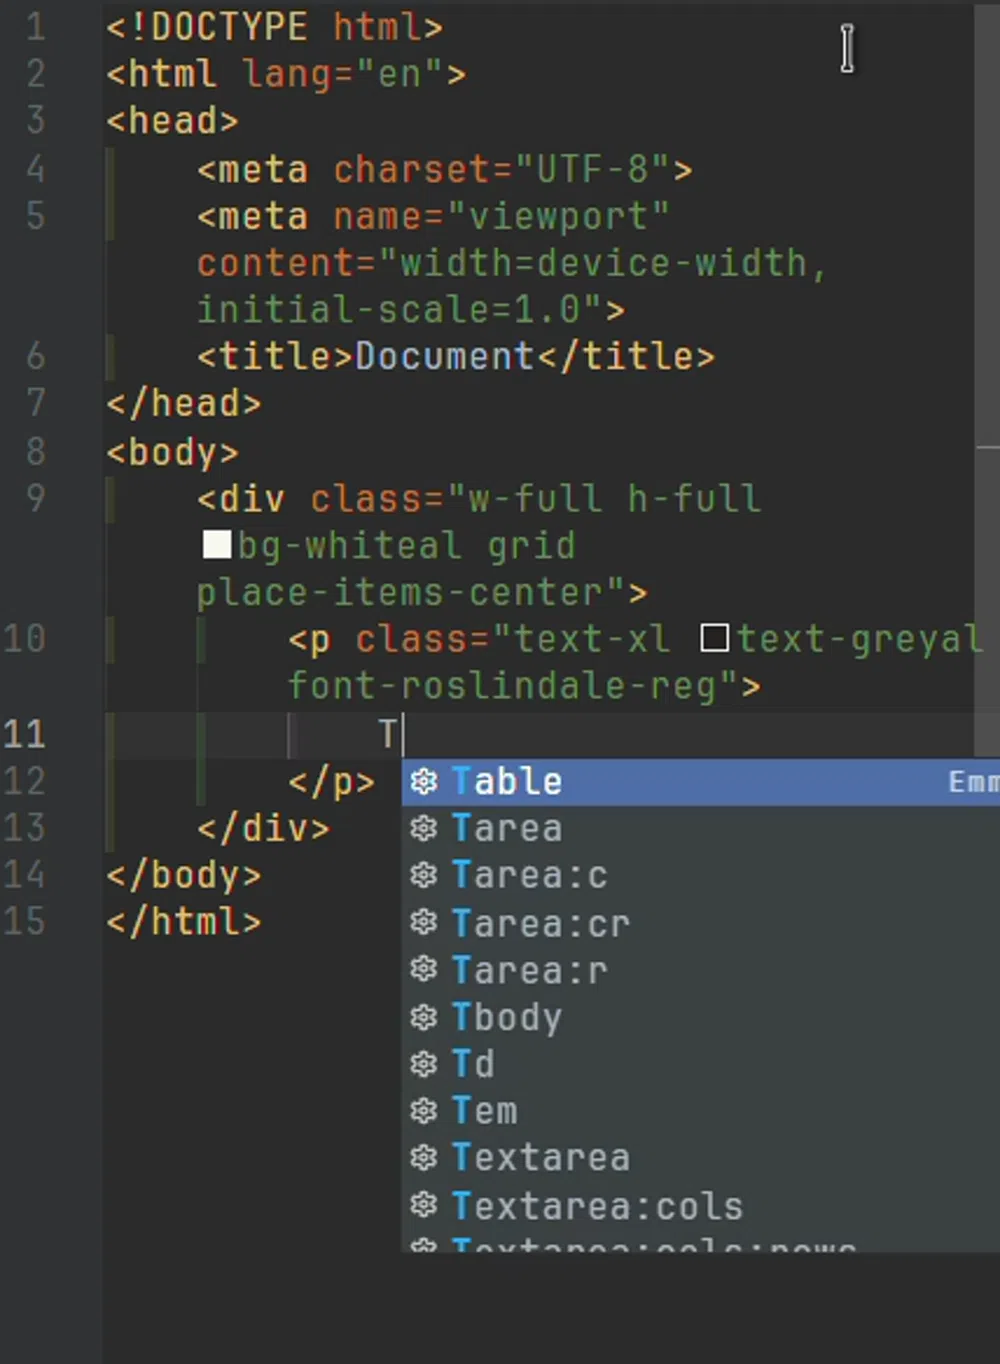 1 <!DOCTYPE html>
2 <html lang="en">
3 <head>
4 <meta charset="UTF-8">
5 <meta name="viewport"
content="width=device-width,
initial-scale=1.0">
6 <title>Document</title>
7 </head>
8 <body>
9 <div class="w-full h-full
bg-whiteal grid
place-items-center">
10 <p class="text-xl text-greyal
font-roslindale-reg">
11 T
12 </p>
13 </div>
14 </body>
15 </html>
Table Emm
Tarea
Tarea:c
Tarea:cr
Tarea:r
Tbody
Td
Tem
Textarea
Textarea:cols
Textarea:cols:rows